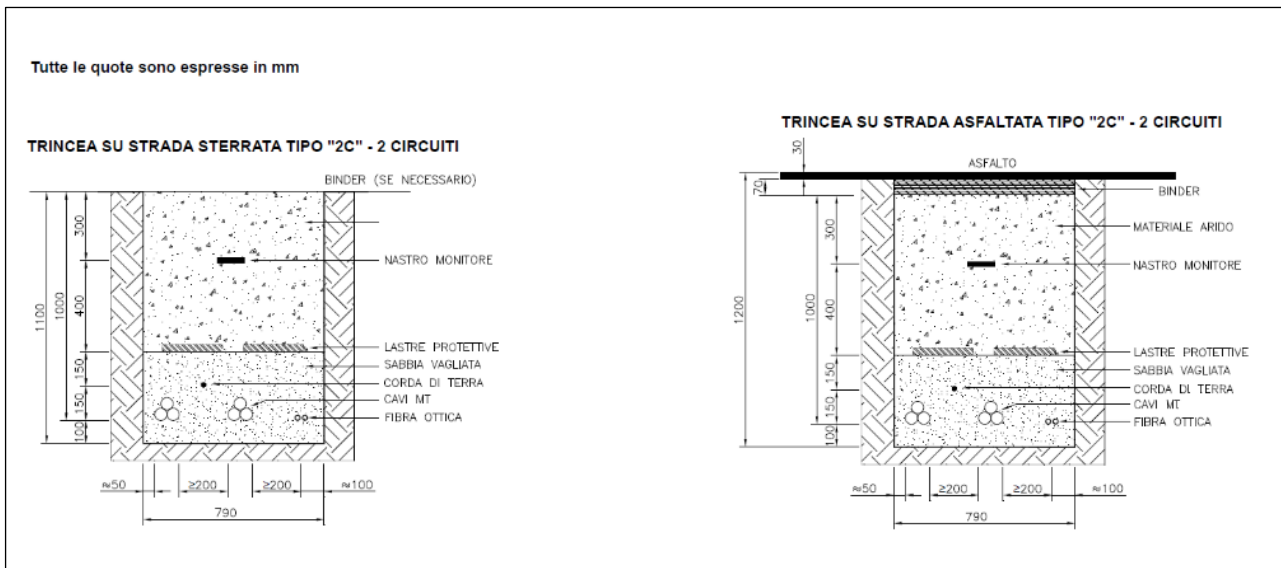 Tutte le quote sono espresse in mm
TRINCEA SU STRADA STERRATA TIPO "2C" - 2 CIRCUITI
BINDER (SE NECESSARIO)
NASTRO MONITORE
LASTRE PROTETTIVE
SABBIA VAGLIATA
CORDA DI TERRA
CAVI MT
FIBRA OTTICA
1100
1000
300
400
150
150
100
≈50
≥200
≥200
≈100
790
TRINCEA SU STRADA ASFALTATA TIPO "2C" - 2 CIRCUITI
30
ASFALTO
70
BINDER
MATERIALE ARIDO
NASTRO MONITORE
LASTRE PROTETTIVE
SABBIA VAGLIATA
CORDA DI TERRA
CAVI MT
FIBRA OTTICA
1200
1000
300
400
150
150
100
≈50
≥200
≥200
≈100
790